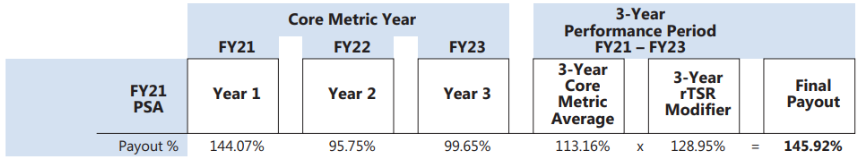 Core Metric Year
3-Year
Performance Period
FY21 – FY23
FY21 FY22 FY23
FY21
PSA
Year 1
Year 2
Year 3
3-Year
Core
Metric
Average
3-Year
rTSR
Modifier
Final
Payout
Payout % 144.07% 95.75% 99.65% 113.16% x 128.95% = 145.92%